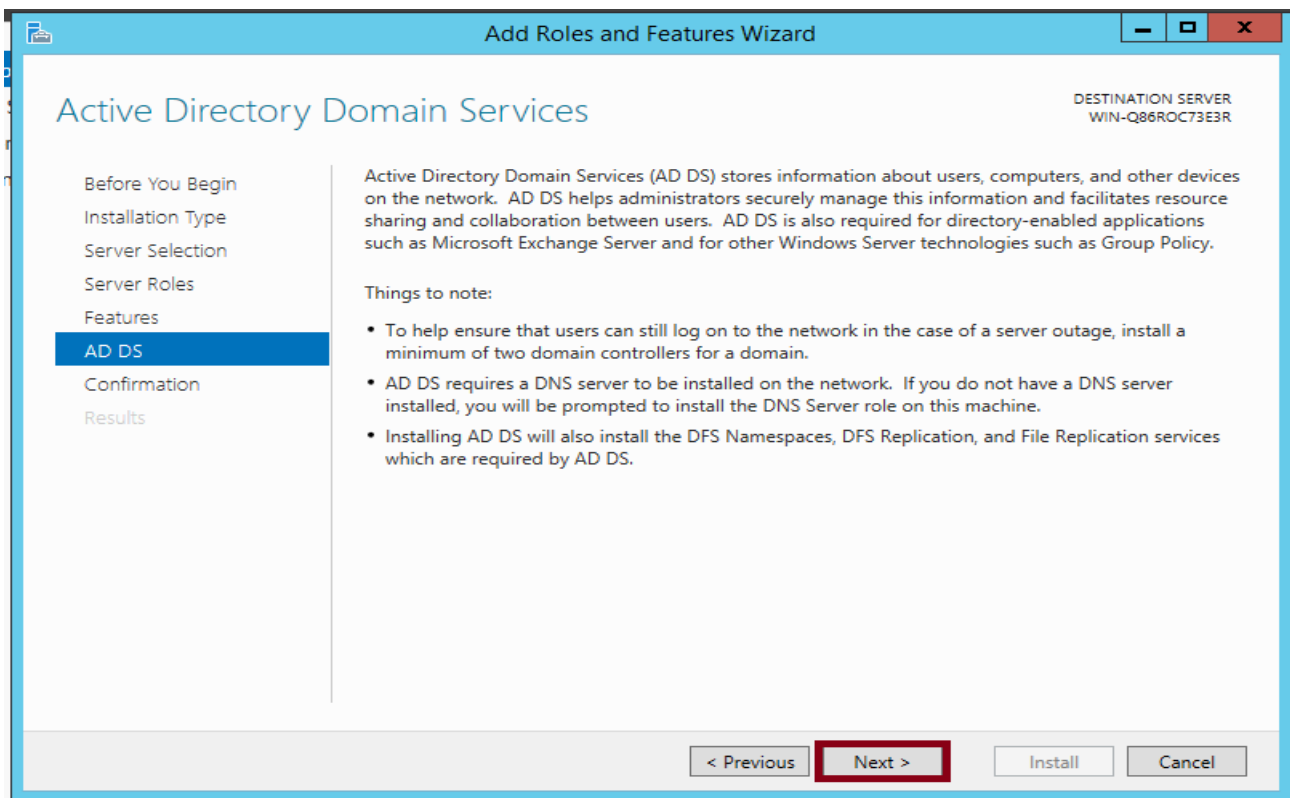 Add Roles and Features Wizard
Active Directory Domain Services
DESTINATION SERVER
WIN-Q86ROC73E3R
Before You Begin
Installation Type
Server Selection
Server Roles
Features
AD DS
Confirmation
Results
Active Directory Domain Services (AD DS) stores information about users, computers, and other devices
on the network.  AD DS helps administrators securely manage this information and facilitates resource
sharing and collaboration between users.  AD DS is also required for directory-enabled applications
such as Microsoft Exchange Server and for other Windows Server technologies such as Group Policy.
Things to note:
• To help ensure that users can still log on to the network in the case of a server outage, install a
minimum of two domain controllers for a domain.
• AD DS requires a DNS server to be installed on the network.  If you do not have a DNS server
installed, you will be prompted to install the DNS Server role on this machine.
• Installing AD DS will also install the DFS Namespaces, DFS Replication, and File Replication services
which are required by AD DS.
< Previous
Next >
Install
Cancel